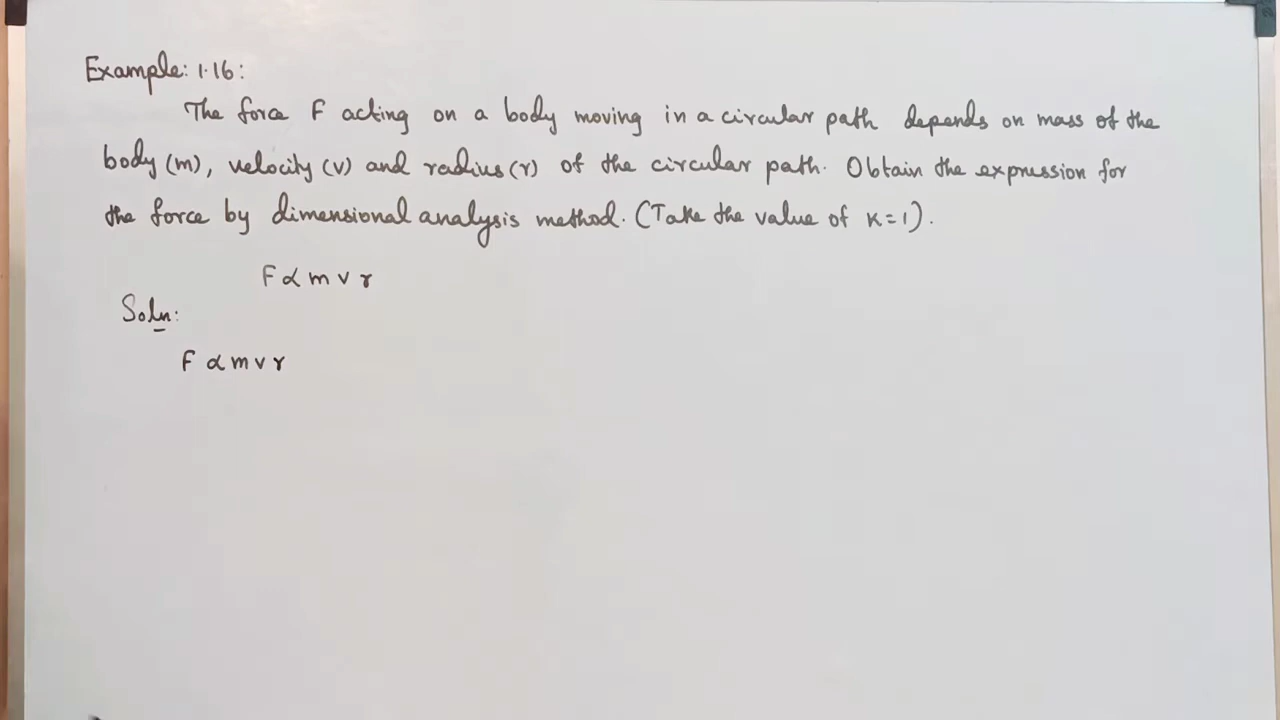 Example: 1.16:
The force F acting on a body moving in a circular path depends on mass of the
body (m), velocity (v) and radius (r) of the circular path. Obtain the expression for
the force by dimensional analysis method. (Take the value of K=1).
F ∝ m v r
Soln:
F ∝ m v r